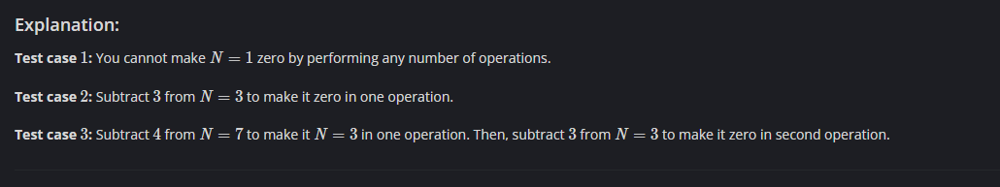 Explanation:
Test case 1: You cannot make N = 1 zero by performing any number of operations.
Test case 2: Subtract 3 from N = 3 to make it zero in one operation.
Test case 3: Subtract 4 from N = 7 to make it N = 3 in one operation. Then, subtract 3 from N = 3 to make it zero in second operation.